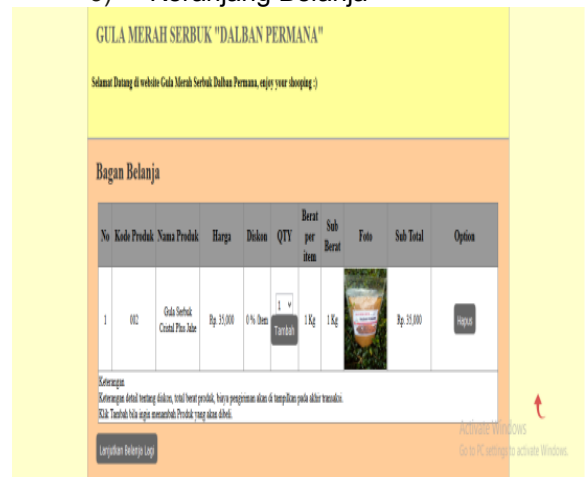 Keranjang Belanja
GULA MERAH SERBUK "DALBAN PERMANA"
Selamat Datang di website Gula Merah Serbuk Dalban Permana, enjoy your shooping :)
Bagan Belanja
No Kode Produk Nama Produk Harga Diskon QTY Berat per item Sub Berat Foto Sub Total Option
1 002 Gula Serbuk Cristal Plus Jahe Rp. 35,000 0 % Item 1 Tambah 1 Kg 1 Kg Rp. 35,000 Hapus
Keterangan
Keterangan detail tentang diskon, total berat produk, biaya pengiriman akan di tampilkan pada akhir transaksi.
Klik Tambah bila ingin menambah Produk yang akan dibeli.
Lanjutkan Belanja Lagi
Activate Windows
Go to PC settings to activate Windows.